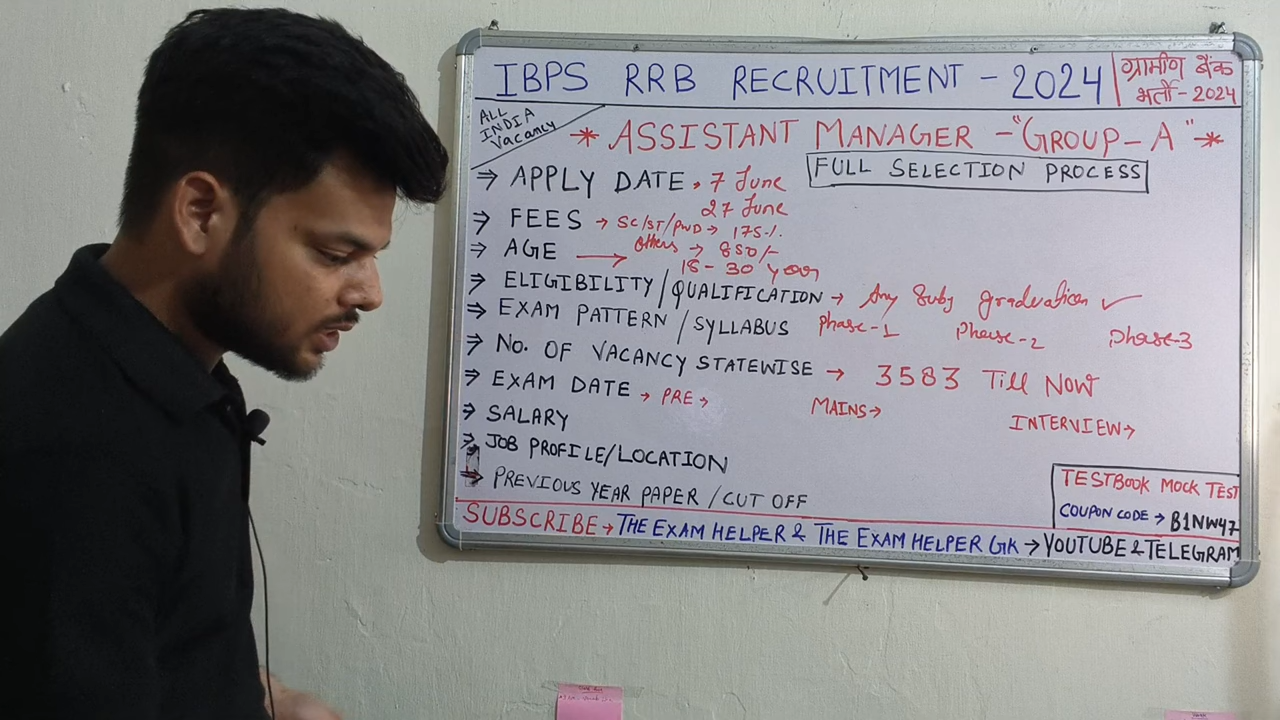 IBPS RRB RECRUITMENT - 2024
ग्रामीण बैंक
भर्ती - 2024
ALL
INDIA
Vacancy
* ASSISTANT MANAGER - "GROUP - A" *
FULL SELECTION PROCESS
⇒ APPLY DATE → 7 June
27 June
⇒ FEES → SC/ST/PWD → 175/-
Others → 850/-
⇒ AGE → 18 - 30 year
⇒ ELIGIBILITY/QUALIFICATION → Any Subj graduation ✓
⇒ EXAM PATTERN/SYLLABUS Phase-1 Phase-2 Phase-3
⇒ No. OF VACANCY STATEWISE → 3583 Till Now
⇒ EXAM DATE → PRE → MAINS → INTERVIEW →
⇒ SALARY
⇒ JOB PROFILE/LOCATION
⇒ PREVIOUS YEAR PAPER/CUT OFF
TESTBOOK MOCK TEST
COUPON CODE → B1NW47
SUBSCRIBE → THE EXAM HELPER & THE EXAM HELPER GK → YOUTUBE & TELEGRAM